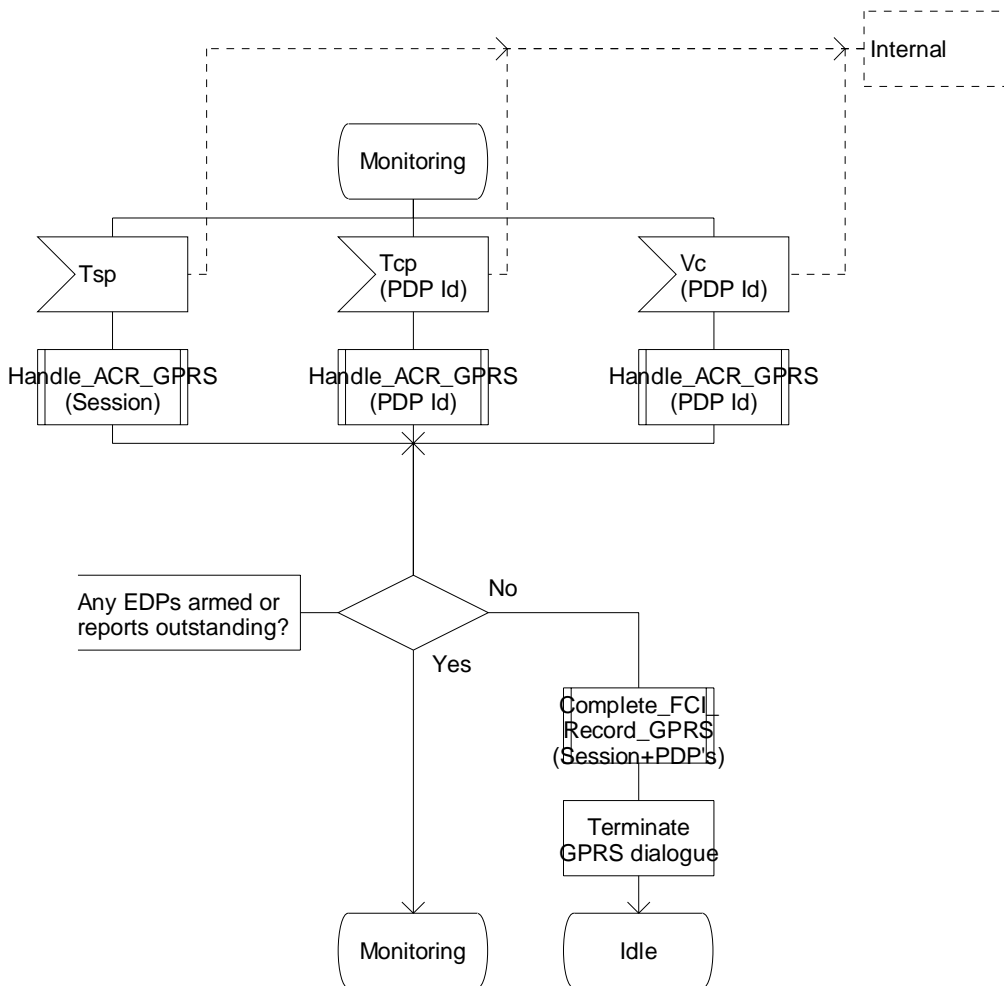 Internal
Monitoring
Tsp
Tcp
(PDP Id)
Vc
(PDP Id)
Handle_ACR_GPRS
(Session)
Handle_ACR_GPRS
(PDP Id)
Handle_ACR_GPRS
(PDP Id)
Any EDPs armed or
reports outstanding?
No
Yes
Complete_FCI_
Record_GPRS
(Session+PDP's)
Terminate
GPRS dialogue
Monitoring
Idle